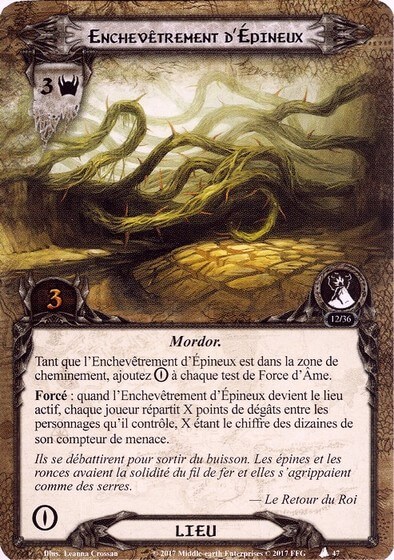 Enchevêtrement d'Épineux
3
3
12/36
Mordor.
Tant que l'Enchevêtrement d'Épineux est dans la zone de
cheminement, ajoutez à chaque test de Force d'Âme.
Forcé : quand l'Enchevêtrement d'Épineux devient le lieu
actif, chaque joueur répartit X points de dégâts entre les
personnages qu'il contrôle, X étant le chiffre des dizaines de
son compteur de menace.
Ils se débattirent pour sortir du buisson. Les épines et les
ronces avaient la solidité du fil de fer et elles s'agrippaient
comme des serres.
— Le Retour du Roi
LIEU
Illus. Leanna Crossan
© 2017 Middle-earth Enterprises © 2017 FFG
47